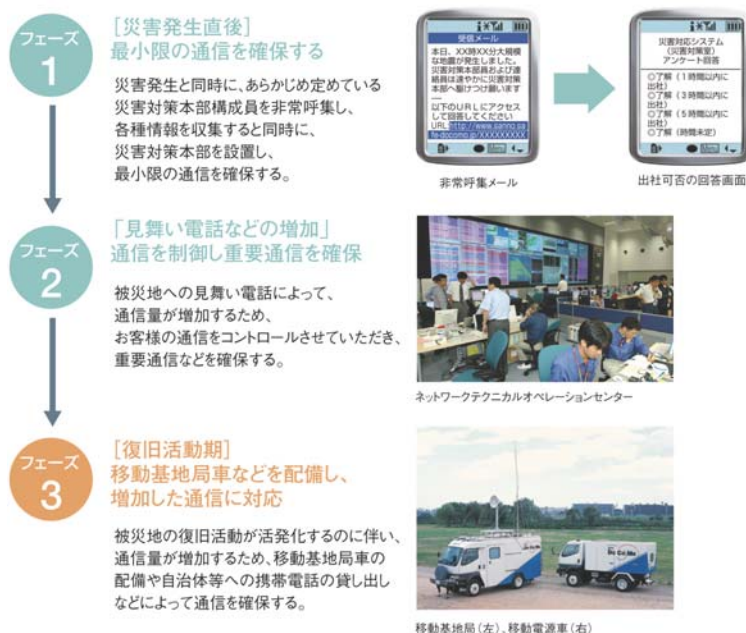 フェーズ
1
[災害発生直後]
最小限の通信を確保する
災害発生と同時に、あらかじめ定めている
災害対策本部構成員を非常呼集し、
各種情報を収集すると同時に、
災害対策本部を設置し、
最小限の通信を確保する。
受信メール
本日、XX時XX分大規模
な地震が発生しました。
災害対策本部員および連
絡員は速やかに災害対策
本部へ駆けつけ願います
以下のURLにアクセス
して回答してください
URL:http://www.sanno.sa
fe-docomo.jp/XXXXXXXXX
非常呼集メール
災害対応システム
(災害対策室)
アンケート回答
○了解(1時間以内に
出社)
○了解(3時間以内に
出社)
○了解(5時間以内に
出社)
○了解(時間未定)
出社可否の回答画面
フェーズ
2
「見舞い電話などの増加」
通信を制御し重要通信を確保
被災地への見舞い電話によって、
通信量が増加するため、
お客様の通信をコントロールさせていただき、
重要通信などを確保する。
ネットワークテクニカルオペレーションセンター
フェーズ
3
[復旧活動期]
移動基地局車などを配備し、
増加した通信に対応
被災地の復旧活動が活発化するのに伴い、
通信量が増加するため、移動基地局車の
配備や自治体等への携帯電話の貸し出し
などによって通信を確保する。
DoCoMo
移動基地局(左)、移動電源車(右)